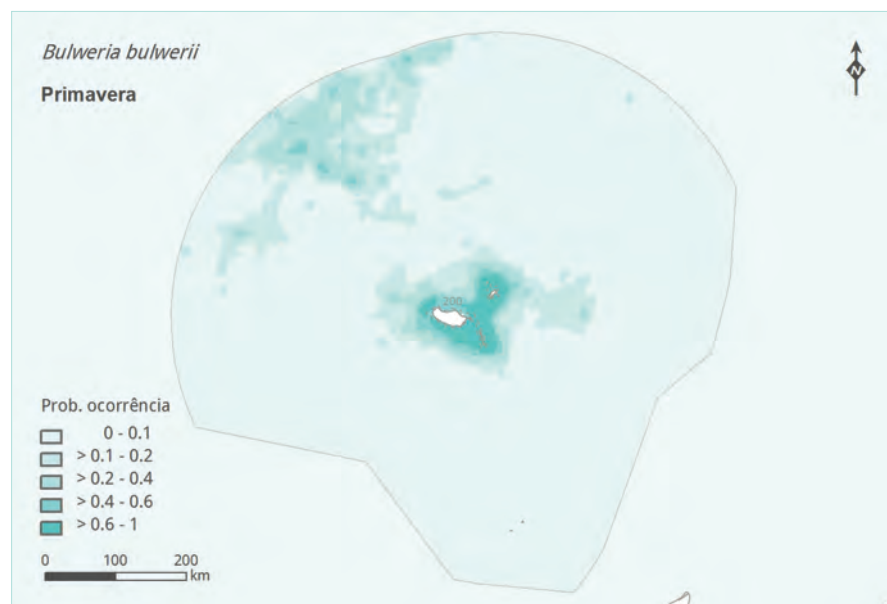 Bulweria bulwerii
Primavera
N
200
Prob. ocorrência
0 - 0.1
> 0.1 - 0.2
> 0.2 - 0.4
> 0.4 - 0.6
> 0.6 - 1
0 100 200
km